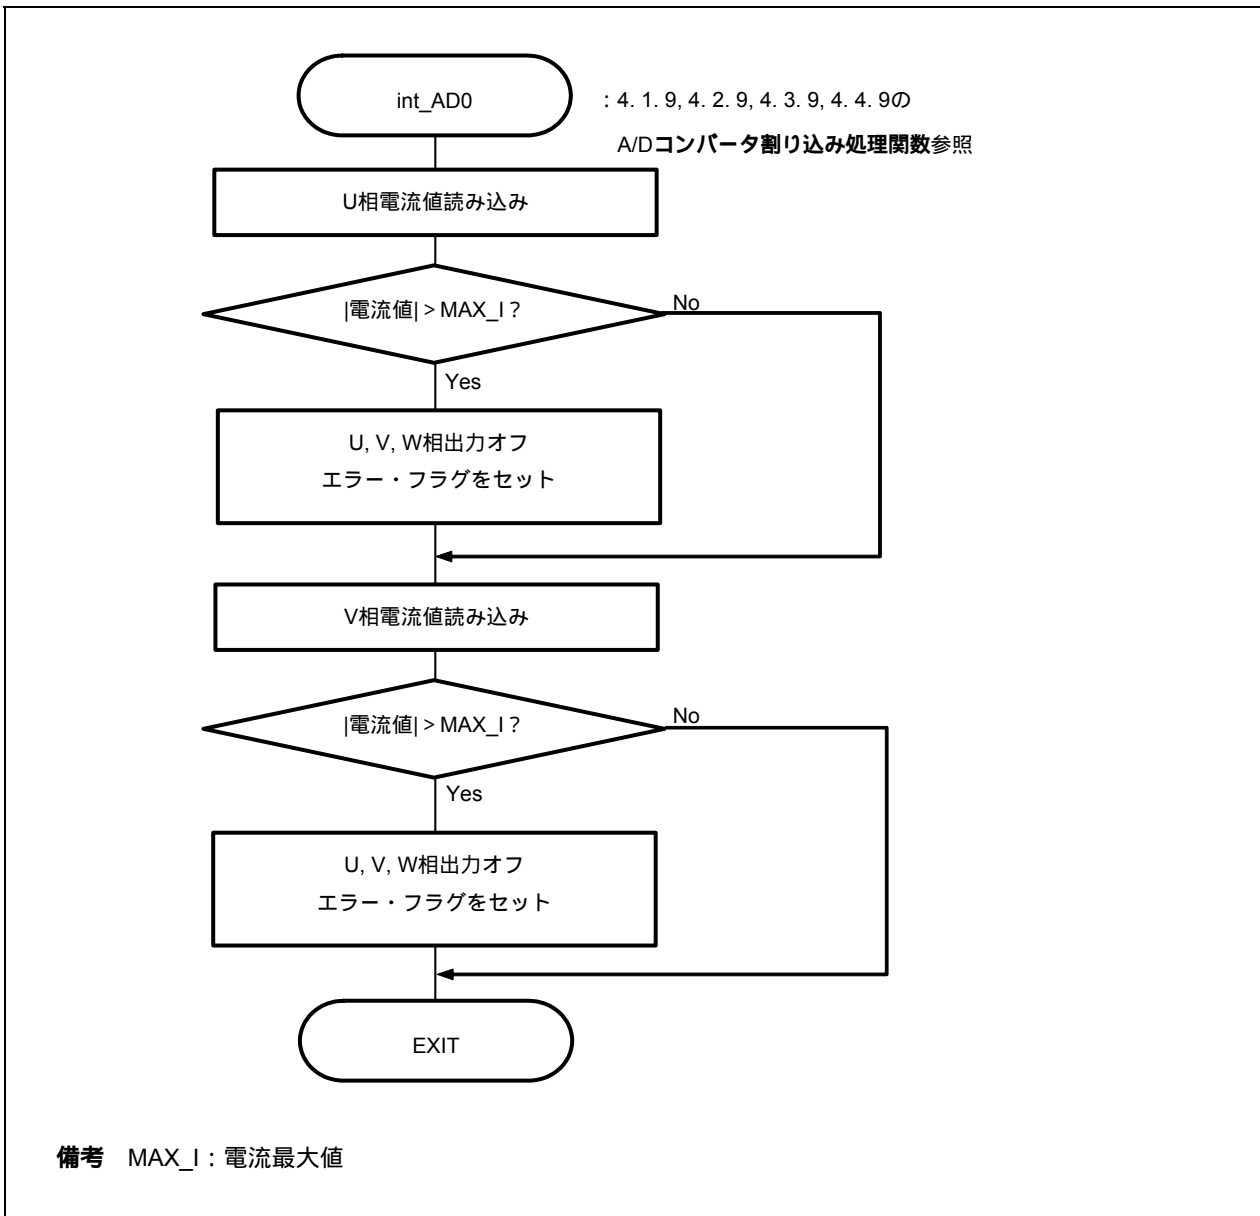 int_AD0
：4. 1. 9, 4. 2. 9, 4. 3. 9, 4. 4. 9の
A/Dコンバータ割り込み処理関数参照
U相電流値読み込み
|電流値|＞MAX_I？
No
Yes
U, V, W相出力オフ
エラー・フラグをセット
V相電流値読み込み
|電流値|＞MAX_I？
No
Yes
U, V, W相出力オフ
エラー・フラグをセット
EXIT
備考　MAX_I：電流最大値